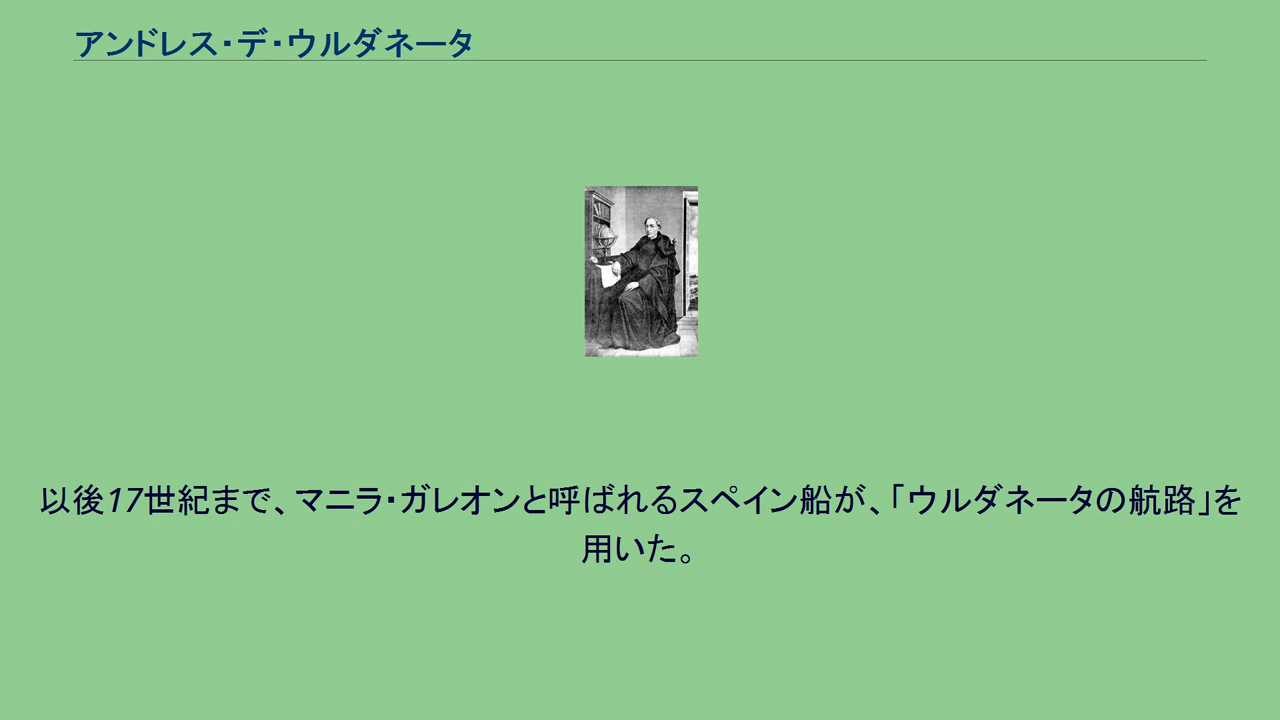 アンドレス・デ・ウルダネータ
以後17世紀まで、マニラ・ガレオンと呼ばれるスペイン船が、「ウルダネータの航路」を
用いた。